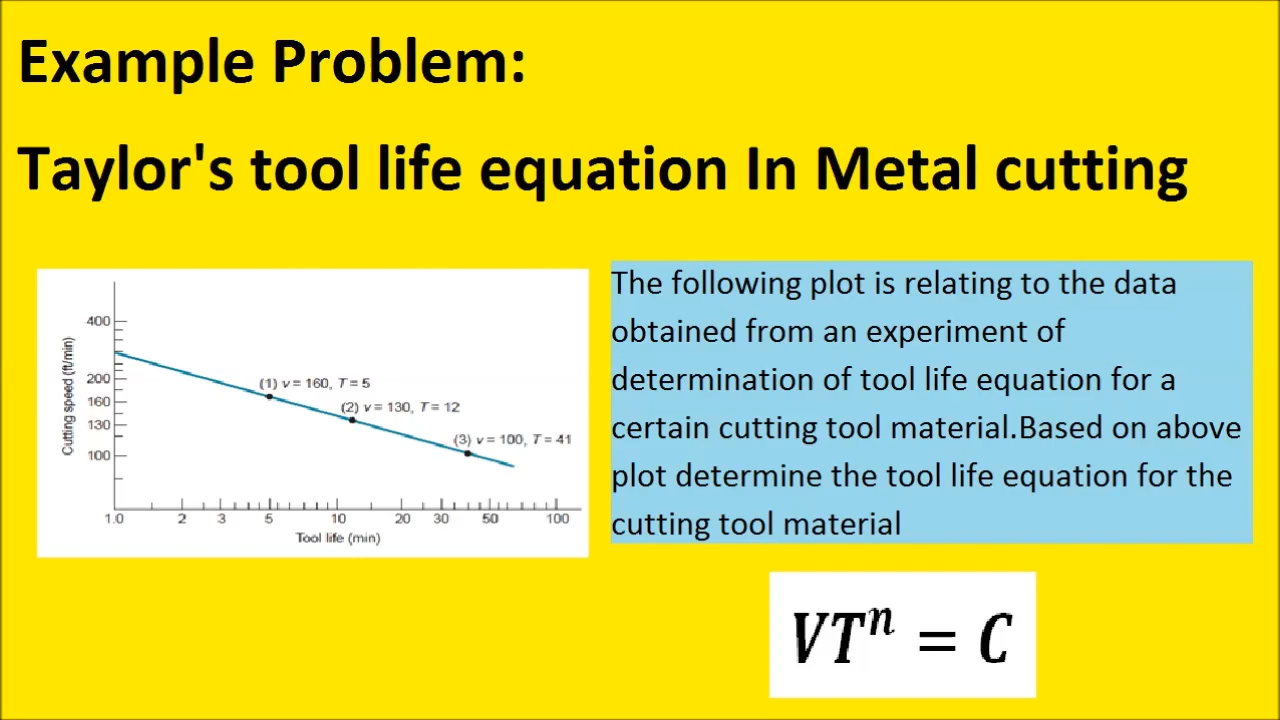 Example Problem:
Taylor's tool life equation In Metal cutting
400
200
160
130
100
Cutting speed (ft/min)
(1) v = 160, T = 5
(2) v = 130, T = 12
(3) v = 100, T = 41
1.0 2 3 5 10 20 30 50 100
Tool life (min)
The following plot is relating to the data
obtained from an experiment of
determination of tool life equation for a
certain cutting tool material.Based on above
plot determine the tool life equation for the
cutting tool material
VTⁿ = C